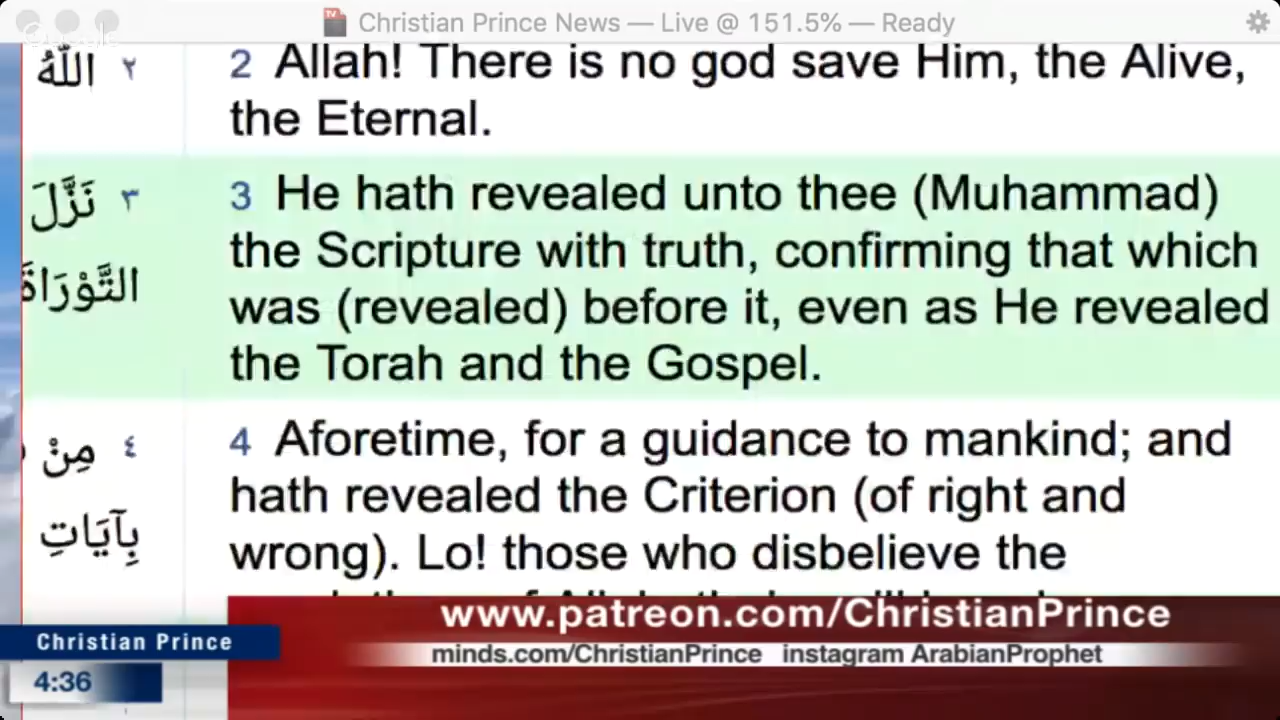 Christian Prince News — Live @ 151.5% — Ready
Google
٢ اللَّهُ
2 Allah! There is no god save Him, the Alive,
the Eternal.
٣ نَزَّلَ
التَّوْرَاةَ
3 He hath revealed unto thee (Muhammad)
the Scripture with truth, confirming that which
was (revealed) before it, even as He revealed
the Torah and the Gospel.
٤ مِنْ
بِآيَاتِ
4 Aforetime, for a guidance to mankind; and
hath revealed the Criterion (of right and
wrong). Lo! those who disbelieve the
www.patreon.com/ChristianPrince
Christian Prince
minds.com/ChristianPrince instagram ArabianProphet
4:36